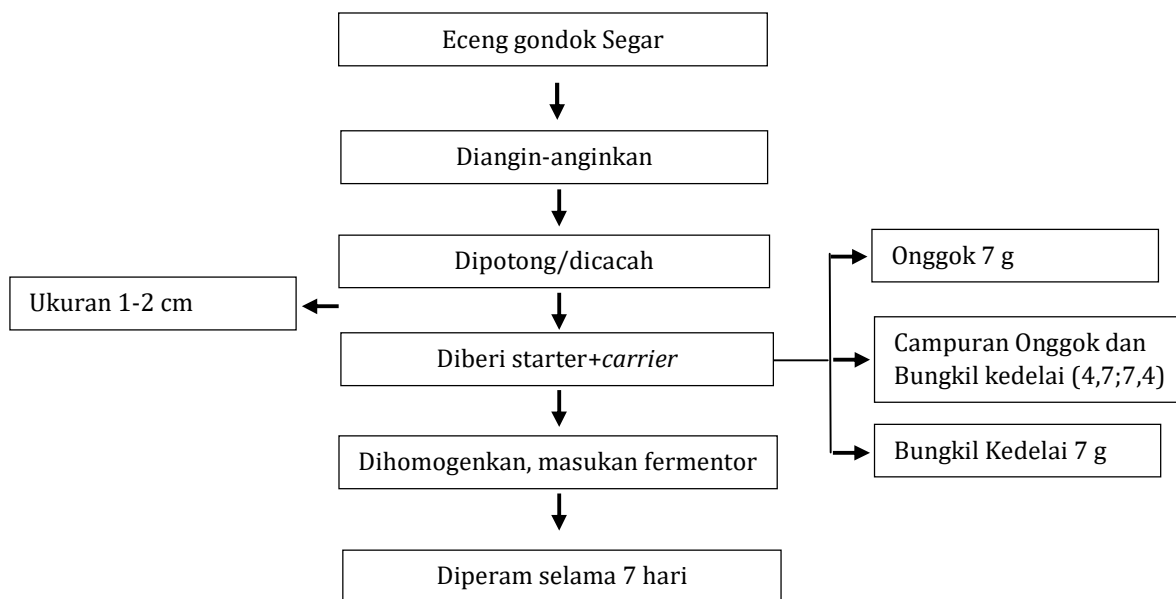 Eceng gondok Segar
Diangin-anginkan
Dipotong/dicacah
Ukuran 1-2 cm
Diberi starter+carrier
Onggok 7 g
Campuran Onggok dan
Bungkil kedelai (4,7;7,4)
Bungkil Kedelai 7 g
Dihomogenkan, masukan fermentor
Diperam selama 7 hari